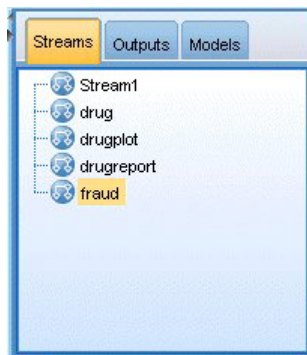 Streams Outputs Models
Stream1
drug
drugplot
drugreport
fraud